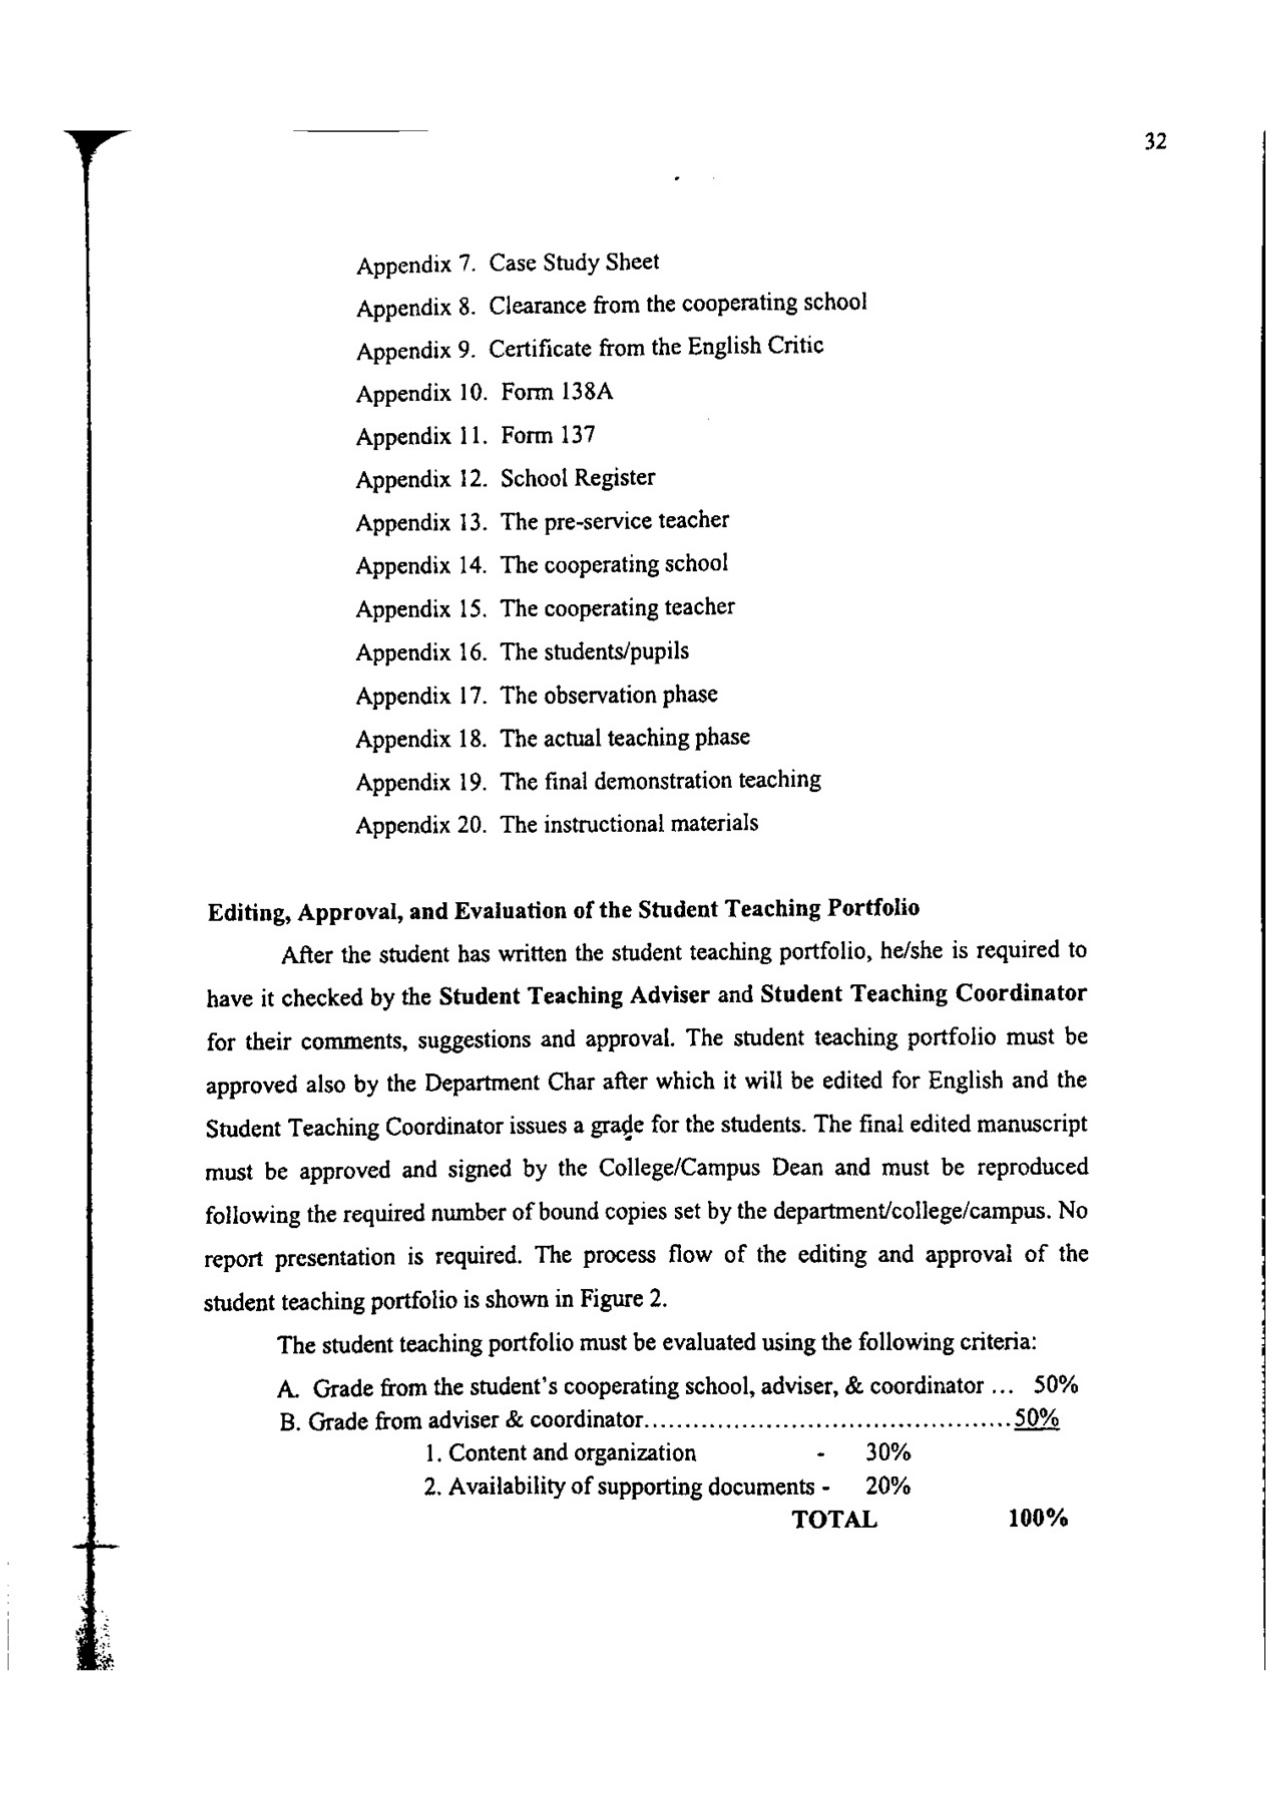 32
Appendix 7. Case Study Sheet
Appendix 8. Clearance from the cooperating school
Appendix 9. Certificate from the English Critic
Appendix 10. Form 138A
Appendix 11. Form 137
Appendix 12. School Register
Appendix 13. The pre-service teacher
Appendix 14. The cooperating school
Appendix 15. The cooperating teacher
Appendix 16. The students/pupils
Appendix 17. The observation phase
Appendix 18. The actual teaching phase
Appendix 19. The final demonstration teaching
Appendix 20. The instructional materials
Editing, Approval, and Evaluation of the Student Teaching Portfolio
After the student has written the student teaching portfolio, he/she is required to
have it checked by the Student Teaching Adviser and Student Teaching Coordinator
for their comments, suggestions and approval. The student teaching portfolio must be
approved also by the Department Char after which it will be edited for English and the
Student Teaching Coordinator issues a grade for the students. The final edited manuscript
must be approved and signed by the College/Campus Dean and must be reproduced
following the required number of bound copies set by the department/college/campus. No
report presentation is required. The process flow of the editing and approval of the
student teaching portfolio is shown in Figure 2.
The student teaching portfolio must be evaluated using the following criteria:
A. Grade from the student's cooperating school, adviser, & coordinator ... 50%
B. Grade from adviser & coordinator.............................................50%
1. Content and organization - 30%
2. Availability of supporting documents - 20%
TOTAL 100%